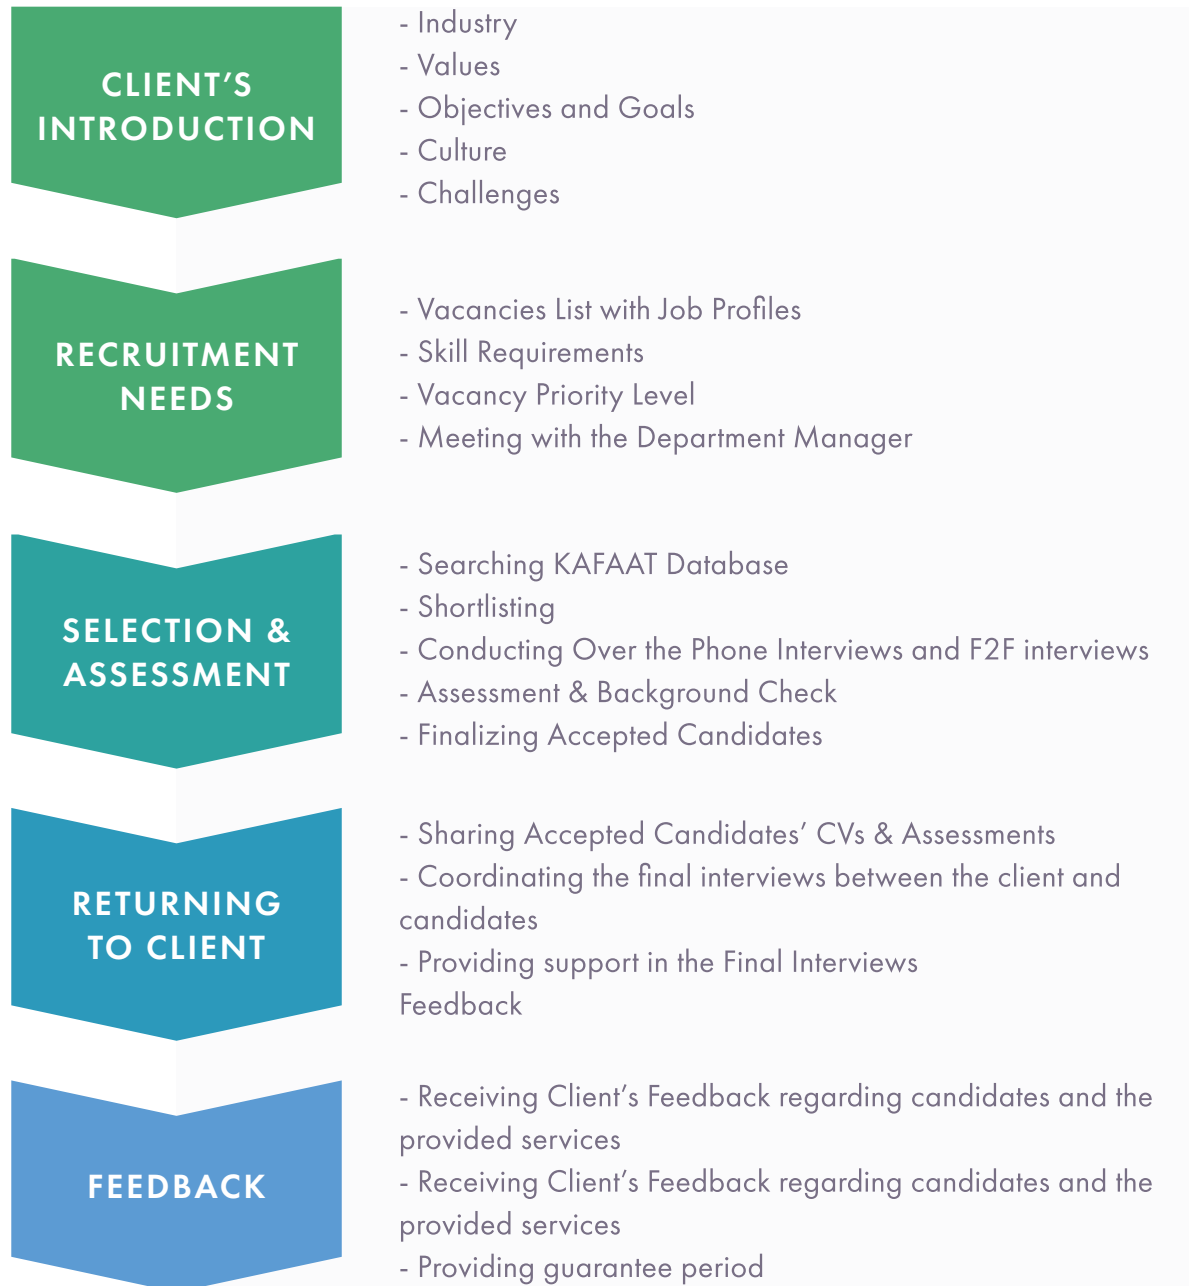 CLIENT’S
INTRODUCTION
- Industry
- Values
- Objectives and Goals
- Culture
- Challenges
RECRUITMENT
NEEDS
- Vacancies List with Job Profiles
- Skill Requirements
- Vacancy Priority Level
- Meeting with the Department Manager
SELECTION &
ASSESSMENT
- Searching KAFAAT Database
- Shortlisting
- Conducting Over the Phone Interviews and F2F interviews
- Assessment & Background Check
- Finalizing Accepted Candidates
RETURNING
TO CLIENT
- Sharing Accepted Candidates’ CVs & Assessments
- Coordinating the final interviews between the client and
candidates
- Providing support in the Final Interviews
Feedback
FEEDBACK
- Receiving Client’s Feedback regarding candidates and the
provided services
- Receiving Client’s Feedback regarding candidates and the
provided services
- Providing guarantee period